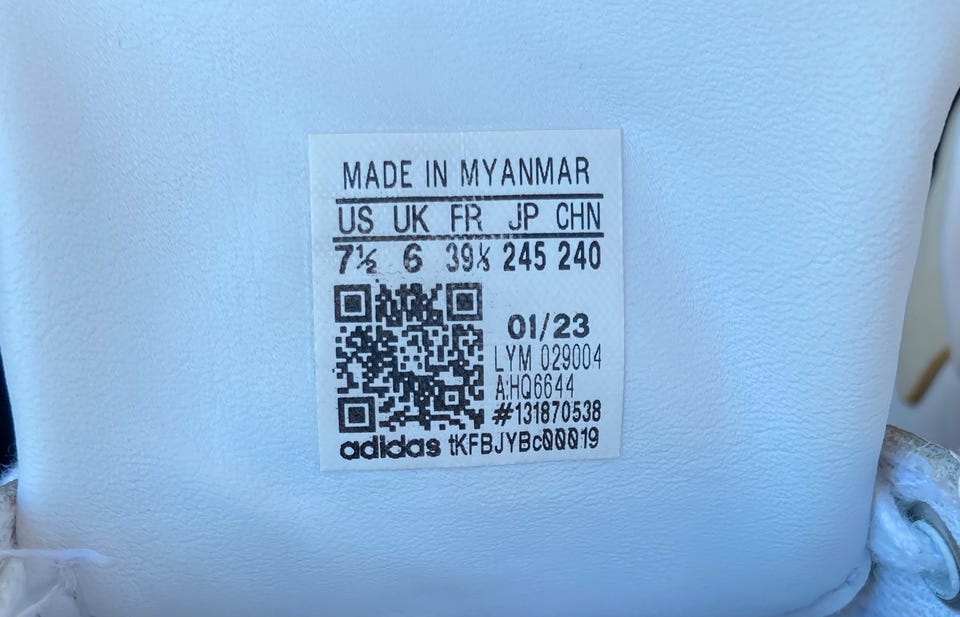 MADE IN MYANMAR
US UK FR JP CHN
7½ 6 39⅓ 245 240
01/23
LYM 029004
A:HQ6644
#131870538
adidas tKFBJYBc00019